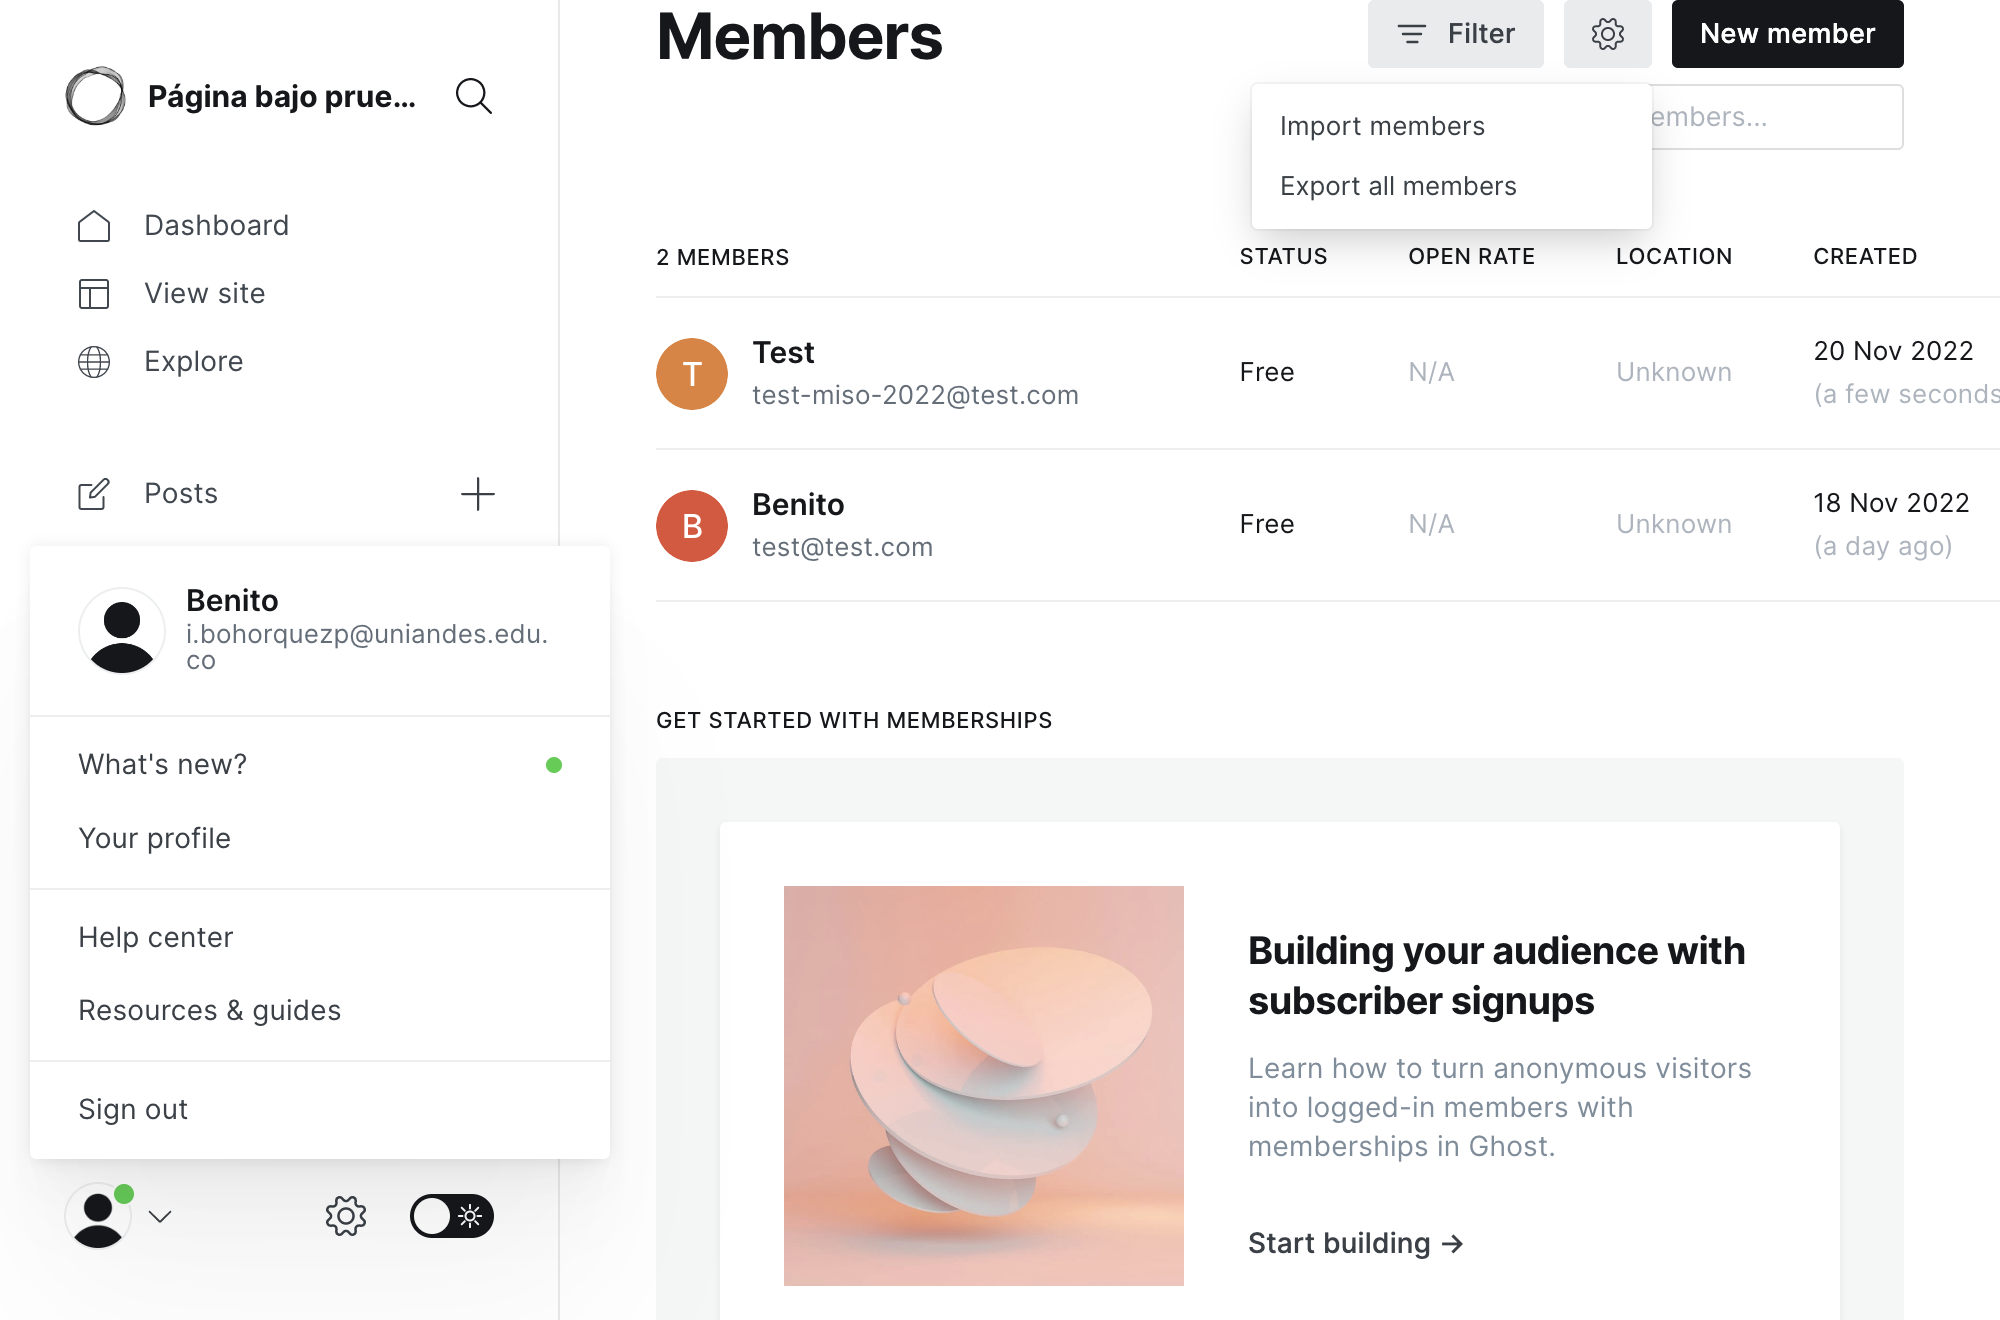 Página bajo prue...
Dashboard
View site
Explore
Posts
Benito
i.bohorquezp@uniandes.edu.
co
What's new?
Your profile
Help center
Resources & guides
Sign out
Members
Filter
New member
Import members
Export all members
embers...
2 MEMBERS
STATUS
OPEN RATE
LOCATION
CREATED
T
Test
test-miso-2022@test.com
Free
N/A
Unknown
20 Nov 2022
(a few seconds
B
Benito
test@test.com
Free
N/A
Unknown
18 Nov 2022
(a day ago)
GET STARTED WITH MEMBERSHIPS
Building your audience with
subscriber signups
Learn how to turn anonymous visitors
into logged-in members with
memberships in Ghost.
Start building →